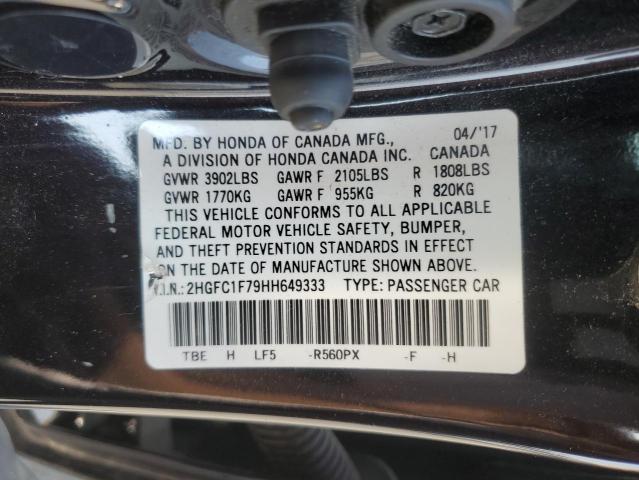 MFD. BY HONDA OF CANADA MFG., 04/'17
A DIVISION OF HONDA CANADA INC. CANADA
GVWR 3902LBS GAWR F 2105LBS R 1808LBS
GVWR 1770KG GAWR F 955KG R 820KG
THIS VEHICLE CONFORMS TO ALL APPLICABLE
FEDERAL MOTOR VEHICLE SAFETY, BUMPER,
AND THEFT PREVENTION STANDARDS IN EFFECT
ON THE DATE OF MANUFACTURE SHOWN ABOVE.
V.I.N.: 2HGFC1F79HH649333 TYPE: PASSENGER CAR
TBE H LF5 -R560PX -F -H